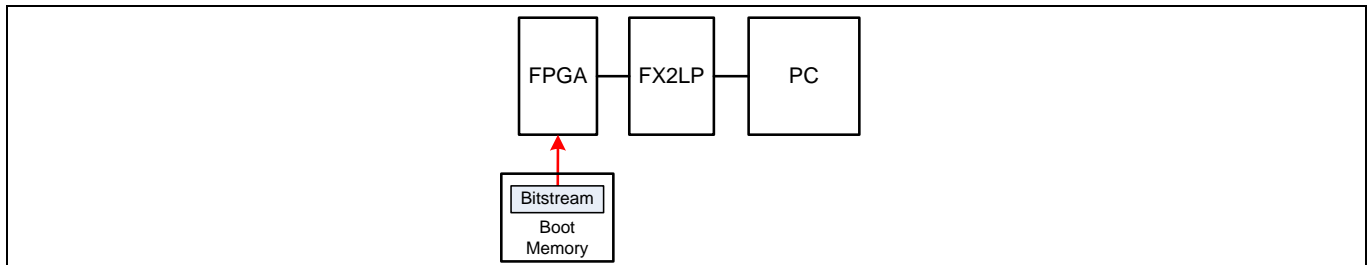 FPGA
FX2LP
PC
Bitstream
Boot
Memory